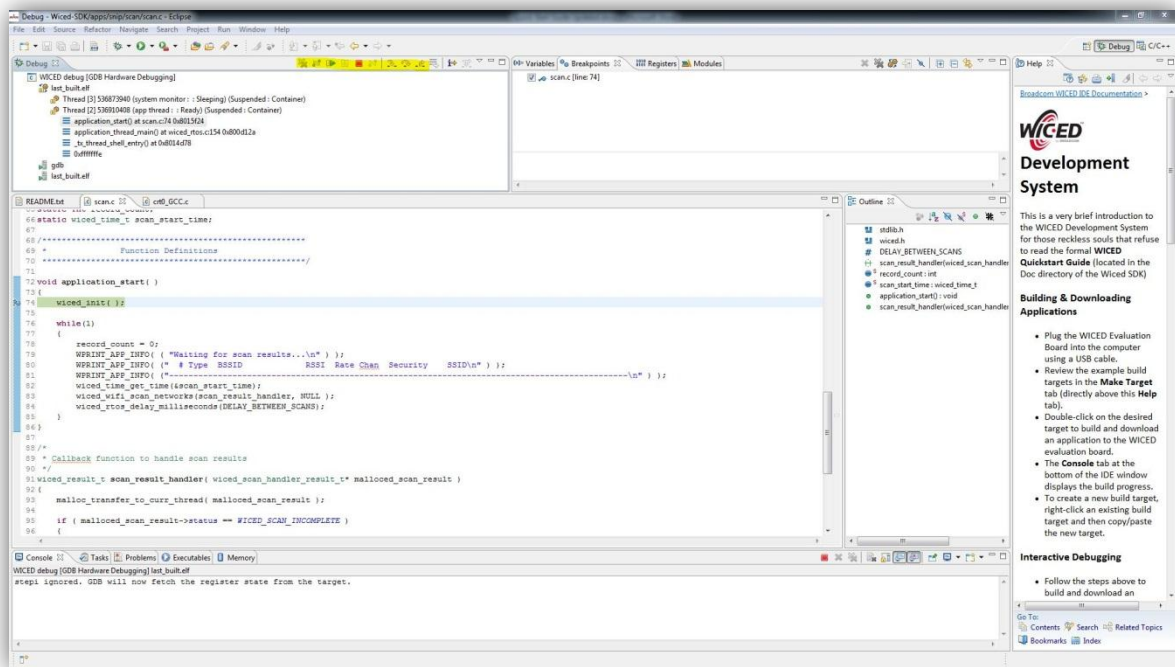 Debug - Wiced-SDK/apps/snip/scan/scan.c - Eclipse
File Edit Source Refactor Navigate Search Project Run Window Help
Debug C/C++
Debug
WICED debug [GDB Hardware Debugging]
last_built.elf
Thread [3] 536873940 (system monitor : : Sleeping) (Suspended : Container)
Thread [2] 536910408 (app thread : : Ready) (Suspended : Container)
application_start() at scan.c:74 0x8015f24
application_thread_main() at wiced_rtos.c:154 0x800d12a
_tx_thread_shell_entry() at 0x8014d78
0xfffffffe
gdb
last_built.elf
Variables Breakpoints Registers Modules
scan.c [line: 74]
README.txt scan.c crt0_GCC.c
66 static wiced_time_t scan_start_time;
67
68 /******************************************************
69 * Function Definitions
70 ******************************************************/
71
72 void application_start( )
73 {
74 wiced_init( );
75
76 while(1)
77 {
78 record_count = 0;
79 WPRINT_APP_INFO( ( "Waiting for scan results...\n" ) );
80 WPRINT_APP_INFO( (" # Type BSSID RSSI Rate Chan Security SSID\n" ) );
81 WPRINT_APP_INFO( ("----------------------------------------------------------------------------------------------\n" ) );
82 wiced_time_get_time(&scan_start_time);
83 wiced_wifi_scan_networks(scan_result_handler, NULL );
84 wiced_rtos_delay_milliseconds(DELAY_BETWEEN_SCANS);
85 }
86 }
87
88 /*
89 * Callback function to handle scan results
90 */
91 wiced_result_t scan_result_handler( wiced_scan_handler_result_t* malloced_scan_result )
92 {
93 malloc_transfer_to_curr_thread( malloced_scan_result );
94
95 if ( malloced_scan_result->status == WICED_SCAN_INCOMPLETE )
96 {
Outline
stdlib.h
wiced.h
DELAY_BETWEEN_SCANS
scan_result_handler(wiced_scan_handler
record_count : int
scan_start_time : wiced_time_t
application_start() : void
scan_result_handler(wiced_scan_handler
Console Tasks Problems Executables Memory
WICED debug [GDB Hardware Debugging] last_built.elf
stepi ignored. GDB will now fetch the register state from the target.
Help
Broadcom WICED IDE Documentation >
WICED
Development
System
This is a very brief introduction to
the WICED Development System
for those reckless souls that refuse
to read the formal WICED
Quickstart Guide (located in the
Doc directory of the Wiced SDK)
Building & Downloading
Applications
• Plug the WICED Evaluation
Board into the computer
using a USB cable.
• Review the example build
targets in the Make Target
tab (directly above this Help
tab).
• Double-click on the desired
target to build and download
an application to the WICED
evaluation board.
• The Console tab at the
bottom of the IDE window
displays the build progress.
• To create a new build target,
right-click an existing build
target and then copy/paste
the new target.
Interactive Debugging
• Follow the steps above to
build and download an
Go To:
Contents Search Related Topics
Bookmarks Index